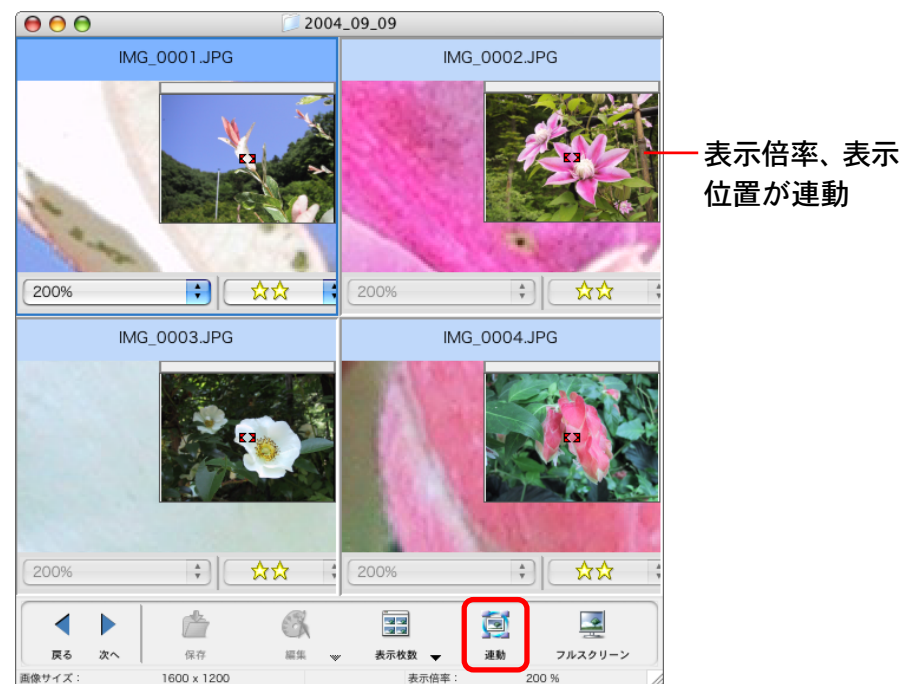 2004_09_09
IMG_0001.JPG
IMG_0002.JPG
表示倍率、表示
位置が連動
200%
200%
IMG_0003.JPG
IMG_0004.JPG
200%
200%
戻る
次へ
保存
編集
表示枚数
連動
フルスクリーン
画像サイズ：
1600 x 1200
表示倍率：
200 %